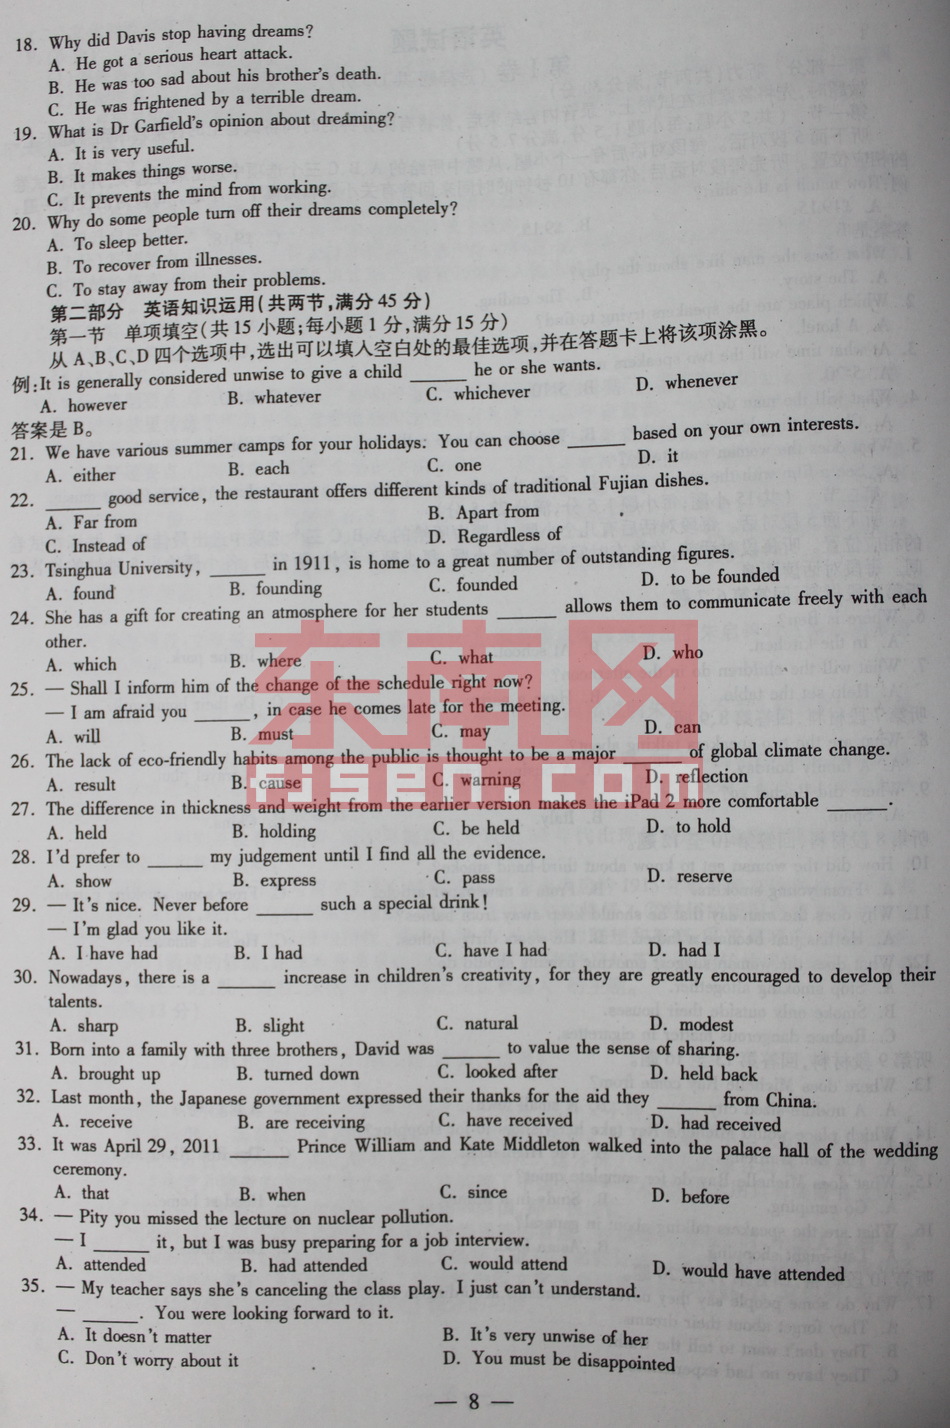 18. Why did Davis stop having dreams?
A. He got a serious heart attack.
B. He was too sad about his brother's death.
C. He was frightened by a terrible dream.
19. What is Dr Garfield's opinion about dreaming?
A. It is very useful.
B. It makes things worse.
C. It prevents the mind from working.
20. Why do some people turn off their dreams completely?
A. To sleep better.
B. To recover from illnesses.
C. To stay away from their problems.
第二部分 英语知识运用(共两节,满分45分)
第一节 单项填空(共15小题;每小题1分,满分15分)
从A、B、C、D四个选项中,选出可以填入空白处的最佳选项,并在答题卡上将该项涂黑。
例:It is generally considered unwise to give a child ______ he or she wants.
A. however B. whatever C. whichever D. whenever
答案是B。
21. We have various summer camps for your holidays. You can choose ______ based on your own interests.
A. either B. each C. one D. it
22. ______ good service, the restaurant offers different kinds of traditional Fujian dishes.
A. Far from B. Apart from
C. Instead of D. Regardless of
23. Tsinghua University, ______ in 1911, is home to a great number of outstanding figures.
A. found B. founding C. founded D. to be founded
24. She has a gift for creating an atmosphere for her students ______ allows them to communicate freely with each
other.
A. which B. where C. what D. who
25. — Shall I inform him of the change of the schedule right now?
— I am afraid you ______, in case he comes late for the meeting.
A. will B. must C. may D. can
26. The lack of eco-friendly habits among the public is thought to be a major ______ of global climate change.
A. result B. cause C. warning D. reflection
27. The difference in thickness and weight from the earlier version makes the iPad 2 more comfortable ______.
A. held B. holding C. be held D. to hold
28. I'd prefer to ______ my judgement until I find all the evidence.
A. show B. express C. pass D. reserve
29. — It's nice. Never before ______ such a special drink!
— I'm glad you like it.
A. I have had B. I had C. have I had D. had I
30. Nowadays, there is a ______ increase in children's creativity, for they are greatly encouraged to develop their
talents.
A. sharp B. slight C. natural D. modest
31. Born into a family with three brothers, David was ______ to value the sense of sharing.
A. brought up B. turned down C. looked after D. held back
32. Last month, the Japanese government expressed their thanks for the aid they ______ from China.
A. receive B. are receiving C. have received D. had received
33. It was April 29, 2011 ______ Prince William and Kate Middleton walked into the palace hall of the wedding
ceremony.
A. that B. when C. since D. before
34. — Pity you missed the lecture on nuclear pollution.
— I ______ it, but I was busy preparing for a job interview.
A. attended B. had attended C. would attend D. would have attended
35. — My teacher says she's canceling the class play. I just can't understand.
— ______. You were looking forward to it.
A. It doesn't matter B. It's very unwise of her
C. Don't worry about it D. You must be disappointed
— 8 —
东南网